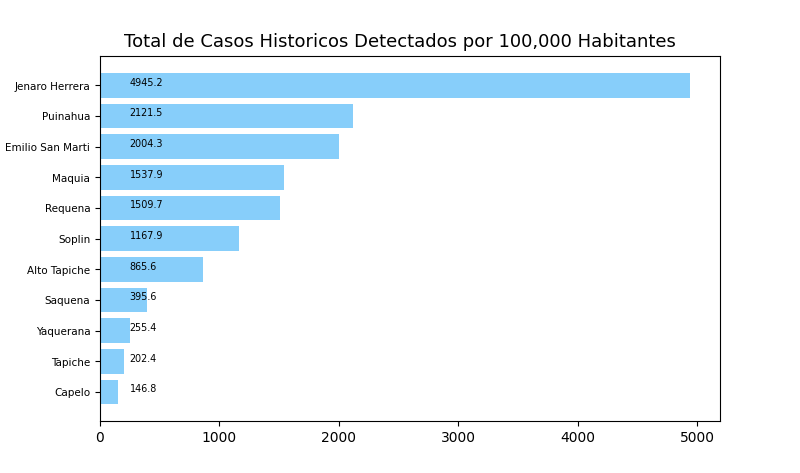 Total de Casos Historicos Detectados por 100,000 Habitantes
Jenaro Herrera 4945.2
Puinahua 2121.5
Emilio San Marti 2004.3
Maquia 1537.9
Requena 1509.7
Soplin 1167.9
Alto Tapiche 865.6
Saquena 395.6
Yaquerana 255.4
Tapiche 202.4
Capelo 146.8
0 1000 2000 3000 4000 5000